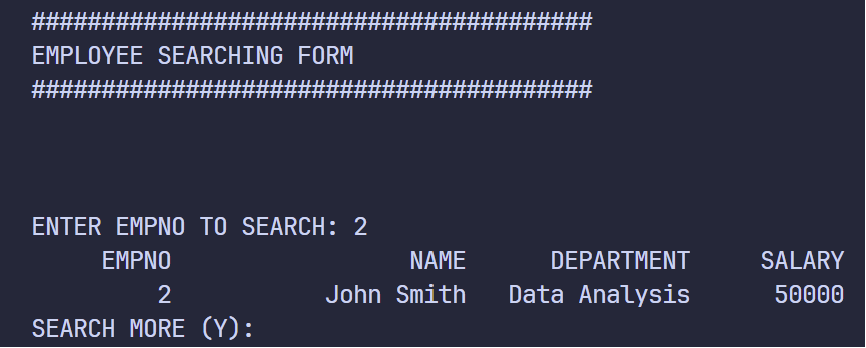 ########################################
EMPLOYEE SEARCHING FORM
########################################
ENTER EMPNO TO SEARCH: 2
     EMPNO                 NAME      DEPARTMENT     SALARY
         2           John Smith   Data Analysis      50000
SEARCH MORE (Y):